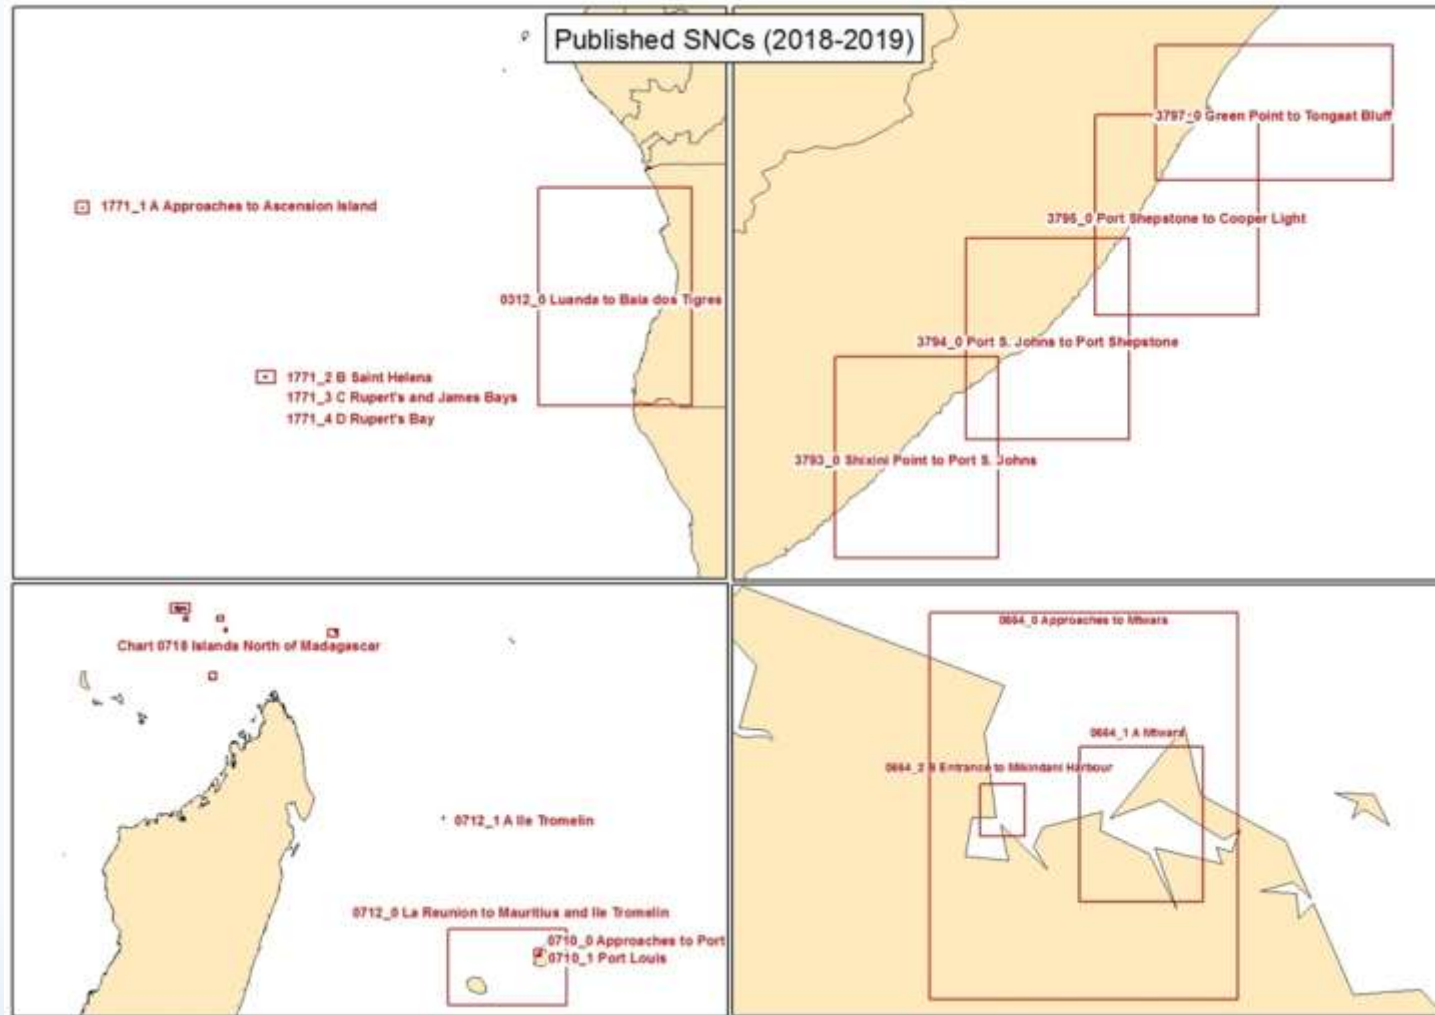 Published SNCs (2018-2019)
1771_1 A Approaches to Ascension Island
0312_0 Luanda to Baia dos Tigres
1771_2 B Saint Helena
1771_3 C Rupert's and James Bays
1771_4 D Rupert's Bay
3797_0 Green Point to Tongaat Bluff
3795_0 Port Shepstone to Cooper Light
3794_0 Port S. Johns to Port Shepstone
3793_0 Shixini Point to Port S. Johns
Chart 0718 Islands North of Madagascar
0712_1 A Ile Tromelin
0712_0 La Reunion to Mauritius and Ile Tromelin
0710_0 Approaches to Port
0710_1 Port Louis
0664_0 Approaches to Mtwara
0664_1 A Mtwara
0664_2 B Entrance to Mikindani Harbour